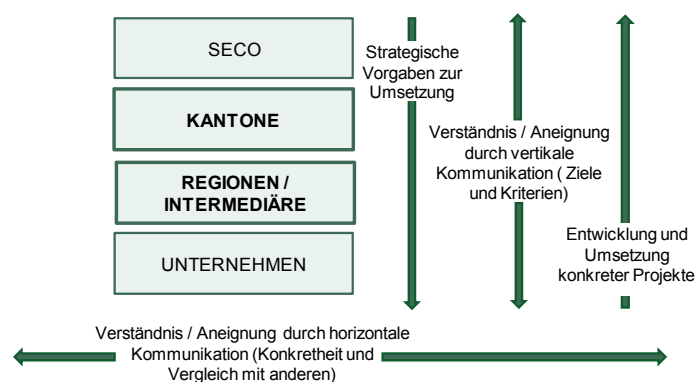 SECO
KANTONE
REGIONEN /
INTERMEDIÄRE
UNTERNEHMEN
Strategische
Vorgaben zur
Umsetzung
Verständnis / Aneignung
durch vertikale
Kommunikation ( Ziele
und Kriterien)
Entwicklung und
Umsetzung
konkreter Projekte
Verständnis / Aneignung durch horizontale
Kommunikation (Konkretheit und
Vergleich mit anderen)